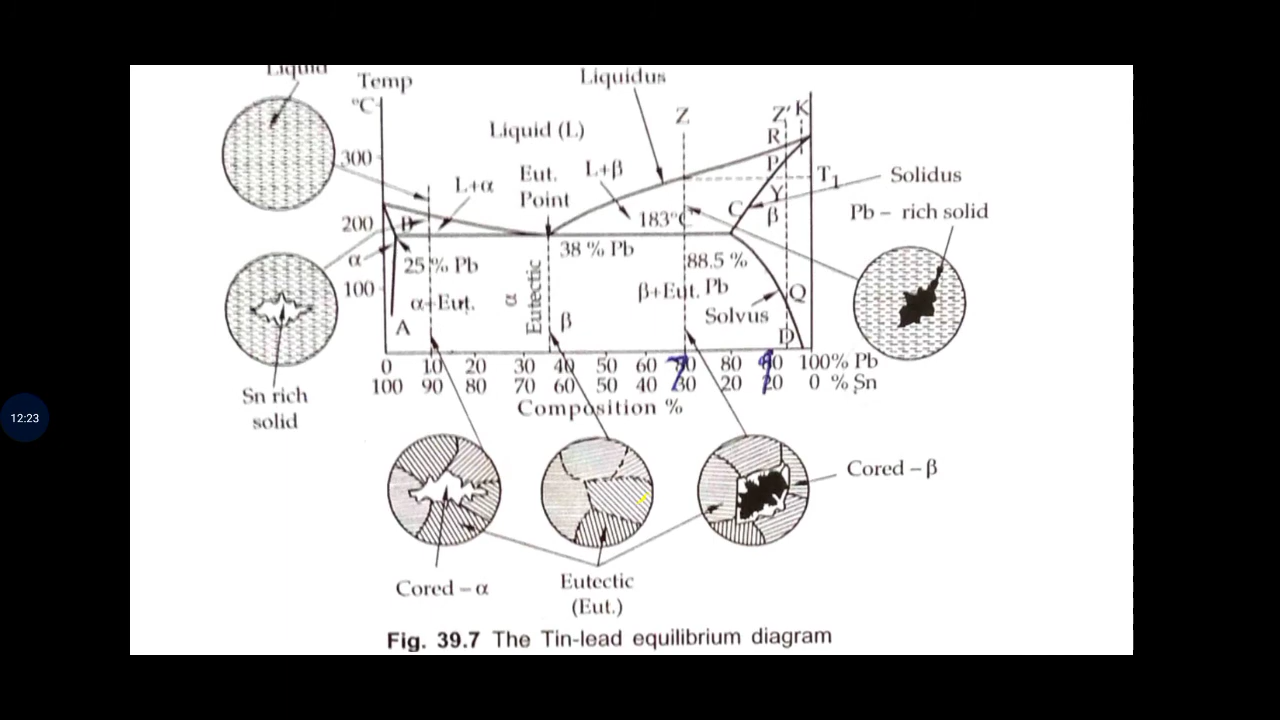 Liquid
Temp
°C
Liquidus
Z
Z' K
R
Liquid (L)
300
L+α
Eut.
Point
L+β
P
T1
Solidus
Y
C
β
Pb – rich solid
200
183°C
α
25 % Pb
38 % Pb
88.5 %
Pb
100
α+Eut.
α
Eutectic
β
β+Eut.
Solvus
Q
A
D
0 10 20 30 40 50 60 70 80 90 100% Pb
100 90 80 70 60 50 40 30 20 0 % Sn
7
9
Composition %
Sn rich
solid
12:23
Cored – β
Cored – α
Eutectic
(Eut.)
Fig. 39.7 The Tin-lead equilibrium diagram